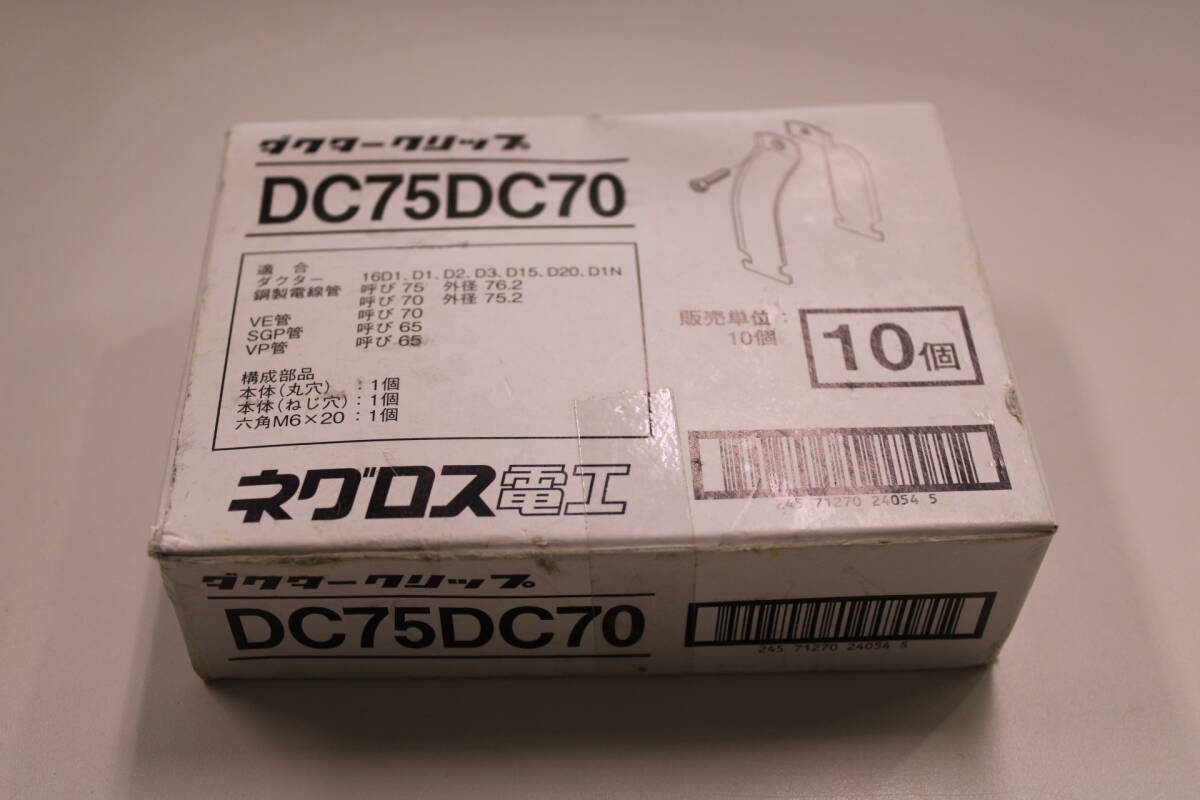 ダクタークリップ
DC75DC70
適合
ダクター 16D1、D1、D2、D3、D15、D20、D1N
鋼製電線管 呼び 75 外径 76.2
呼び 70 外径 75.2
VE管 呼び 70
SGP管 呼び 65
VP管 呼び 65
構成部品
本体(丸穴) :1個
本体(ねじ穴):1個
六角M6×20 :1個
販売単位:
10個
10個
ネグロス電工
245 71270 24054 5
ダクタークリップ
DC75DC70
245 71270 24054 5